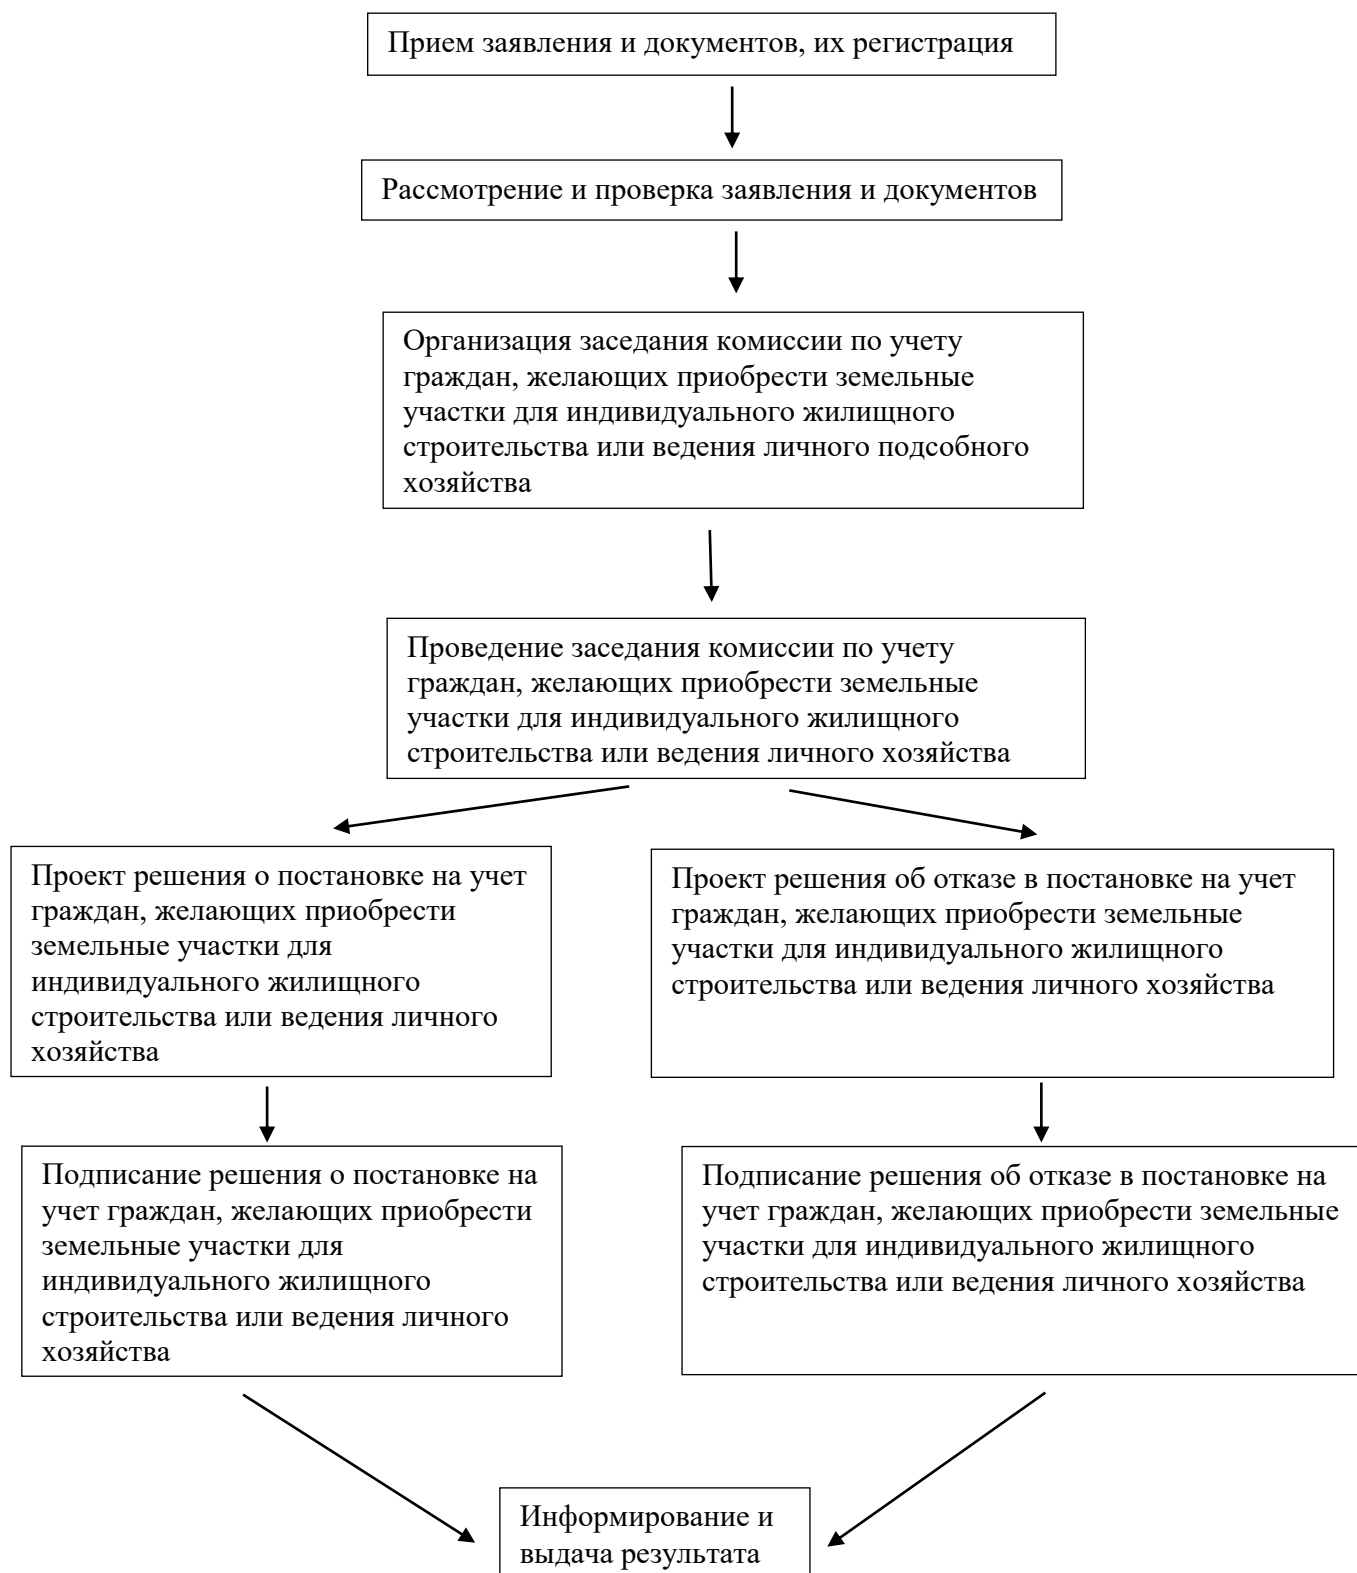 Прием заявления и документов, их регистрация
Рассмотрение и проверка заявления и документов
Организация заседания комиссии по учету
граждан, желающих приобрести земельные
участки для индивидуального жилищного
строительства или ведения личного подсобного
хозяйства
Проведение заседания комиссии по учету
граждан, желающих приобрести земельные
участки для индивидуального жилищного
строительства или ведения личного хозяйства
Проект решения о постановке на учет
граждан, желающих приобрести
земельные участки для
индивидуального жилищного
строительства или ведения личного
хозяйства
Проект решения об отказе в постановке на учет
граждан, желающих приобрести земельные
участки для индивидуального жилищного
строительства или ведения личного хозяйства
Подписание решения о постановке на
учет граждан, желающих приобрести
земельные участки для
индивидуального жилищного
строительства или ведения личного
хозяйства
Подписание решения об отказе в постановке на
учет граждан, желающих приобрести земельные
участки для индивидуального жилищного
строительства или ведения личного хозяйства
Информирование и
выдача результата